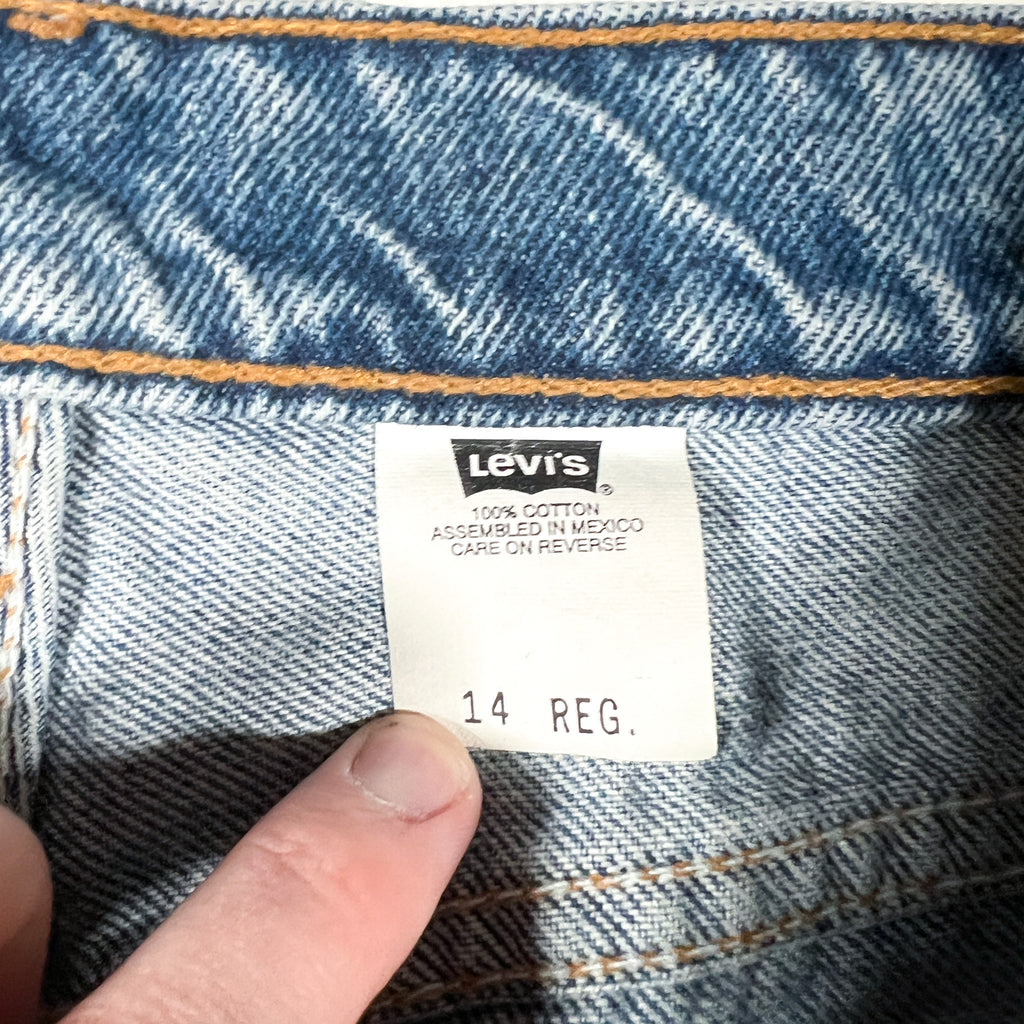 Levi's ®
100% COTTON
ASSEMBLED IN MEXICO
CARE ON REVERSE
14 REG.